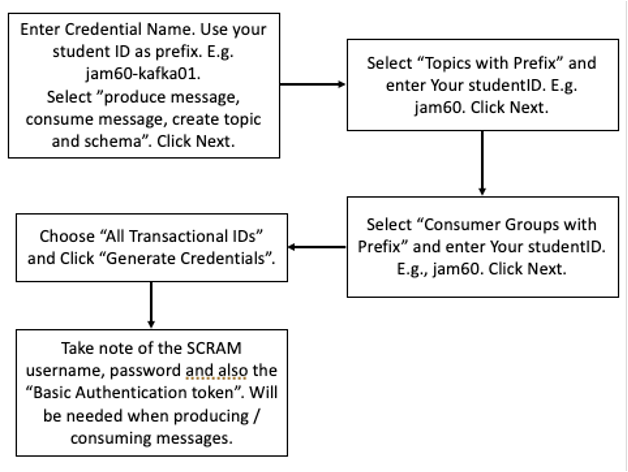 Enter Credential Name. Use your
student ID as prefix. E.g.
jam60-kafka01.
Select ”produce message,
consume message, create topic
and schema”. Click Next.
Select “Topics with Prefix” and
enter Your studentID. E.g.
jam60. Click Next.
Select “Consumer Groups with
Prefix” and enter Your studentID.
E.g., jam60. Click Next.
Choose “All Transactional IDs”
and Click “Generate Credentials”.
Take note of the SCRAM
username, password and also the
“Basic Authentication token”. Will
be needed when producing /
consuming messages.